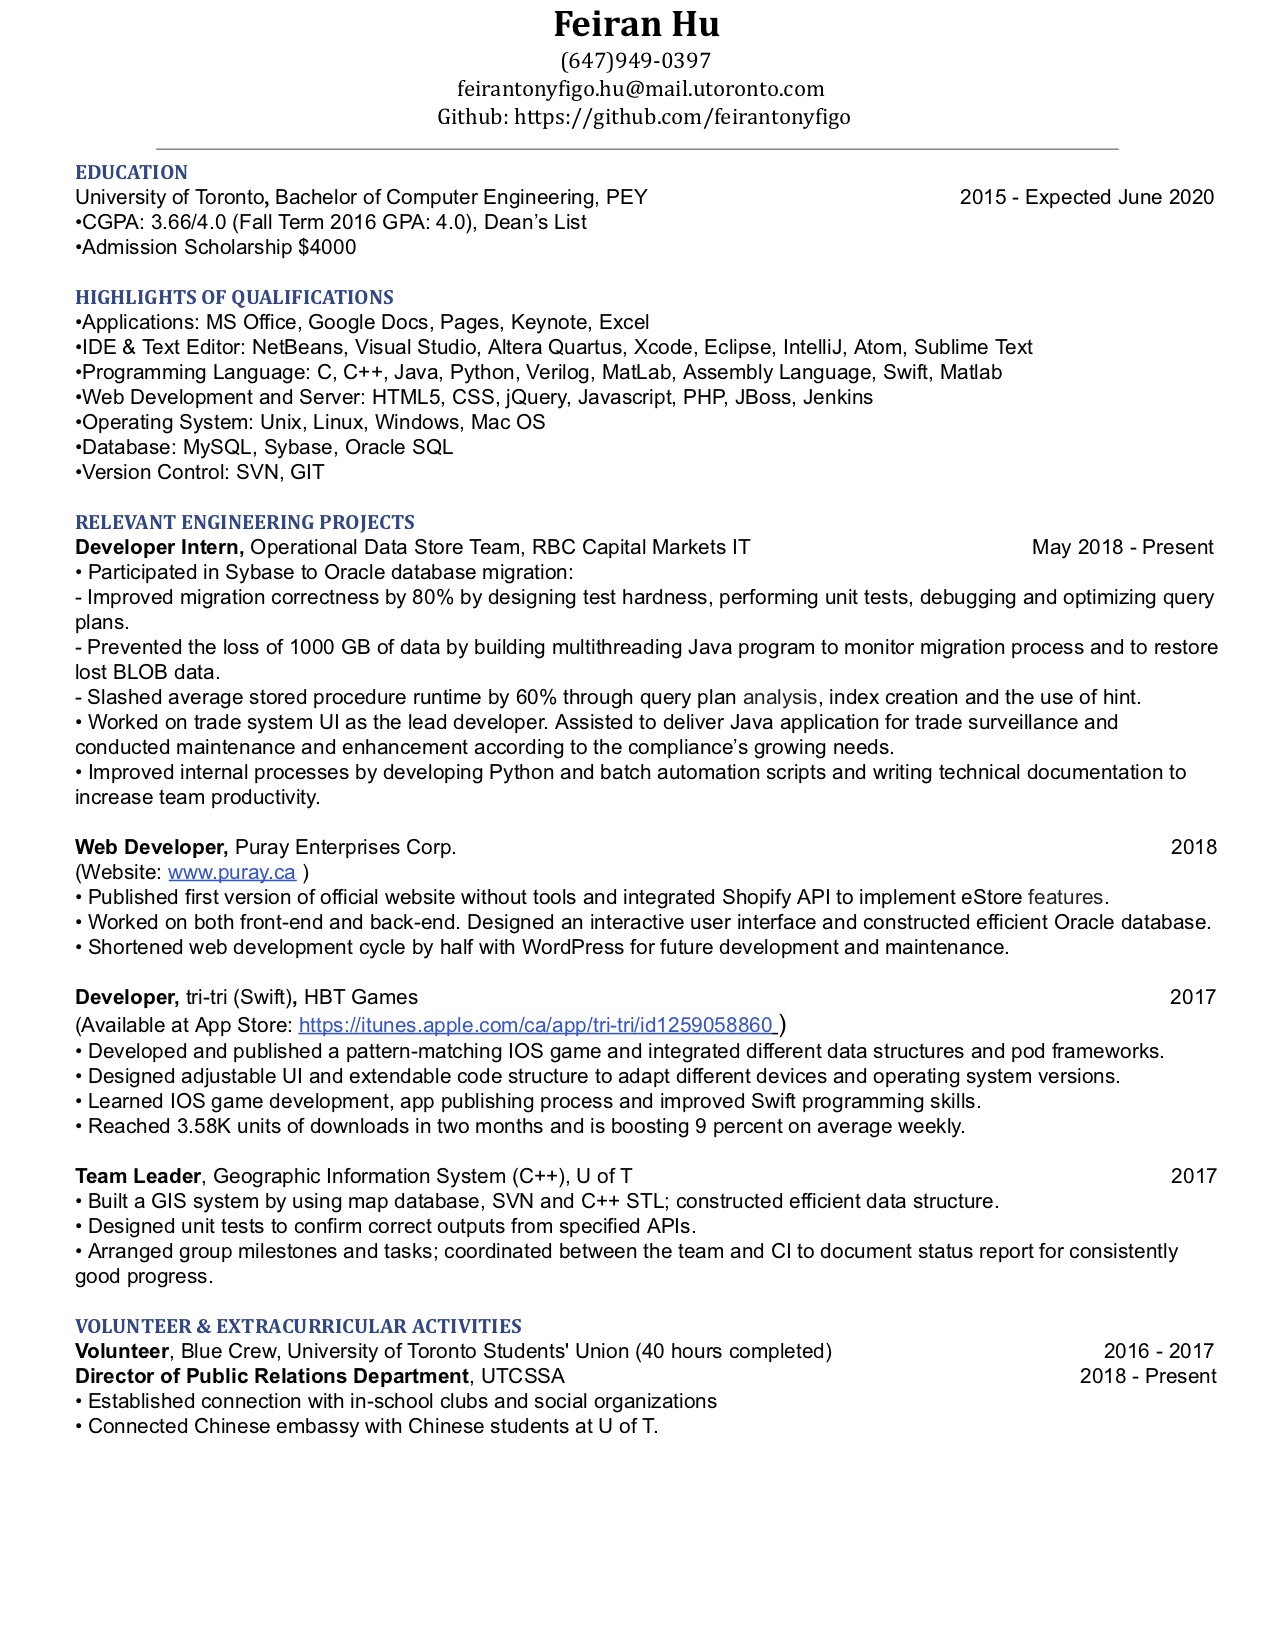 Feiran Hu
(647)949-0397
feirantonyfigo.hu@mail.utoronto.com
Github: https://github.com/feirantonyfigo
EDUCATION
University of Toronto, Bachelor of Computer Engineering, PEY 2015 - Expected June 2020
•CGPA: 3.66/4.0 (Fall Term 2016 GPA: 4.0), Dean’s List
•Admission Scholarship $4000
HIGHLIGHTS OF QUALIFICATIONS
•Applications: MS Office, Google Docs, Pages, Keynote, Excel
•IDE & Text Editor: NetBeans, Visual Studio, Altera Quartus, Xcode, Eclipse, IntelliJ, Atom, Sublime Text
•Programming Language: C, C++, Java, Python, Verilog, MatLab, Assembly Language, Swift, Matlab
•Web Development and Server: HTML5, CSS, jQuery, Javascript, PHP, JBoss, Jenkins
•Operating System: Unix, Linux, Windows, Mac OS
•Database: MySQL, Sybase, Oracle SQL
•Version Control: SVN, GIT
RELEVANT ENGINEERING PROJECTS
Developer Intern, Operational Data Store Team, RBC Capital Markets IT May 2018 - Present
• Participated in Sybase to Oracle database migration:
- Improved migration correctness by 80% by designing test hardness, performing unit tests, debugging and optimizing query
plans.
- Prevented the loss of 1000 GB of data by building multithreading Java program to monitor migration process and to restore
lost BLOB data.
- Slashed average stored procedure runtime by 60% through query plan analysis, index creation and the use of hint.
• Worked on trade system UI as the lead developer. Assisted to deliver Java application for trade surveillance and
conducted maintenance and enhancement according to the compliance’s growing needs.
• Improved internal processes by developing Python and batch automation scripts and writing technical documentation to
increase team productivity.
Web Developer, Puray Enterprises Corp. 2018
(Website: www.puray.ca )
• Published first version of official website without tools and integrated Shopify API to implement eStore features.
• Worked on both front-end and back-end. Designed an interactive user interface and constructed efficient Oracle database.
• Shortened web development cycle by half with WordPress for future development and maintenance.
Developer, tri-tri (Swift), HBT Games 2017
(Available at App Store: https://itunes.apple.com/ca/app/tri-tri/id1259058860 )
• Developed and published a pattern-matching IOS game and integrated different data structures and pod frameworks.
• Designed adjustable UI and extendable code structure to adapt different devices and operating system versions.
• Learned IOS game development, app publishing process and improved Swift programming skills.
• Reached 3.58K units of downloads in two months and is boosting 9 percent on average weekly.
Team Leader, Geographic Information System (C++), U of T 2017
• Built a GIS system by using map database, SVN and C++ STL; constructed efficient data structure.
• Designed unit tests to confirm correct outputs from specified APIs.
• Arranged group milestones and tasks; coordinated between the team and CI to document status report for consistently
good progress.
VOLUNTEER & EXTRACURRICULAR ACTIVITIES
Volunteer, Blue Crew, University of Toronto Students' Union (40 hours completed) 2016 - 2017
Director of Public Relations Department, UTCSSA 2018 - Present
• Established connection with in-school clubs and social organizations
• Connected Chinese embassy with Chinese students at U of T.